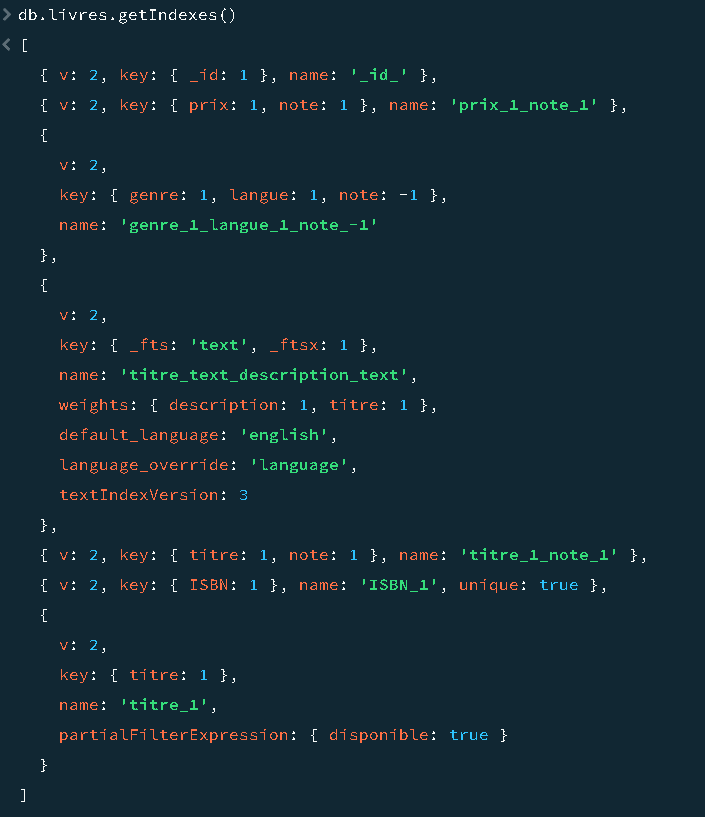 > db.livres.getIndexes()
< [
{ v: 2, key: { _id: 1 }, name: '_id_' },
{ v: 2, key: { prix: 1, note: 1 }, name: 'prix_1_note_1' },
{
v: 2,
key: { genre: 1, langue: 1, note: -1 },
name: 'genre_1_langue_1_note_-1'
},
{
v: 2,
key: { _fts: 'text', _ftsx: 1 },
name: 'titre_text_description_text',
weights: { description: 1, titre: 1 },
default_language: 'english',
language_override: 'language',
textIndexVersion: 3
},
{ v: 2, key: { titre: 1, note: 1 }, name: 'titre_1_note_1' },
{ v: 2, key: { ISBN: 1 }, name: 'ISBN_1', unique: true },
{
v: 2,
key: { titre: 1 },
name: 'titre_1',
partialFilterExpression: { disponible: true }
}
]